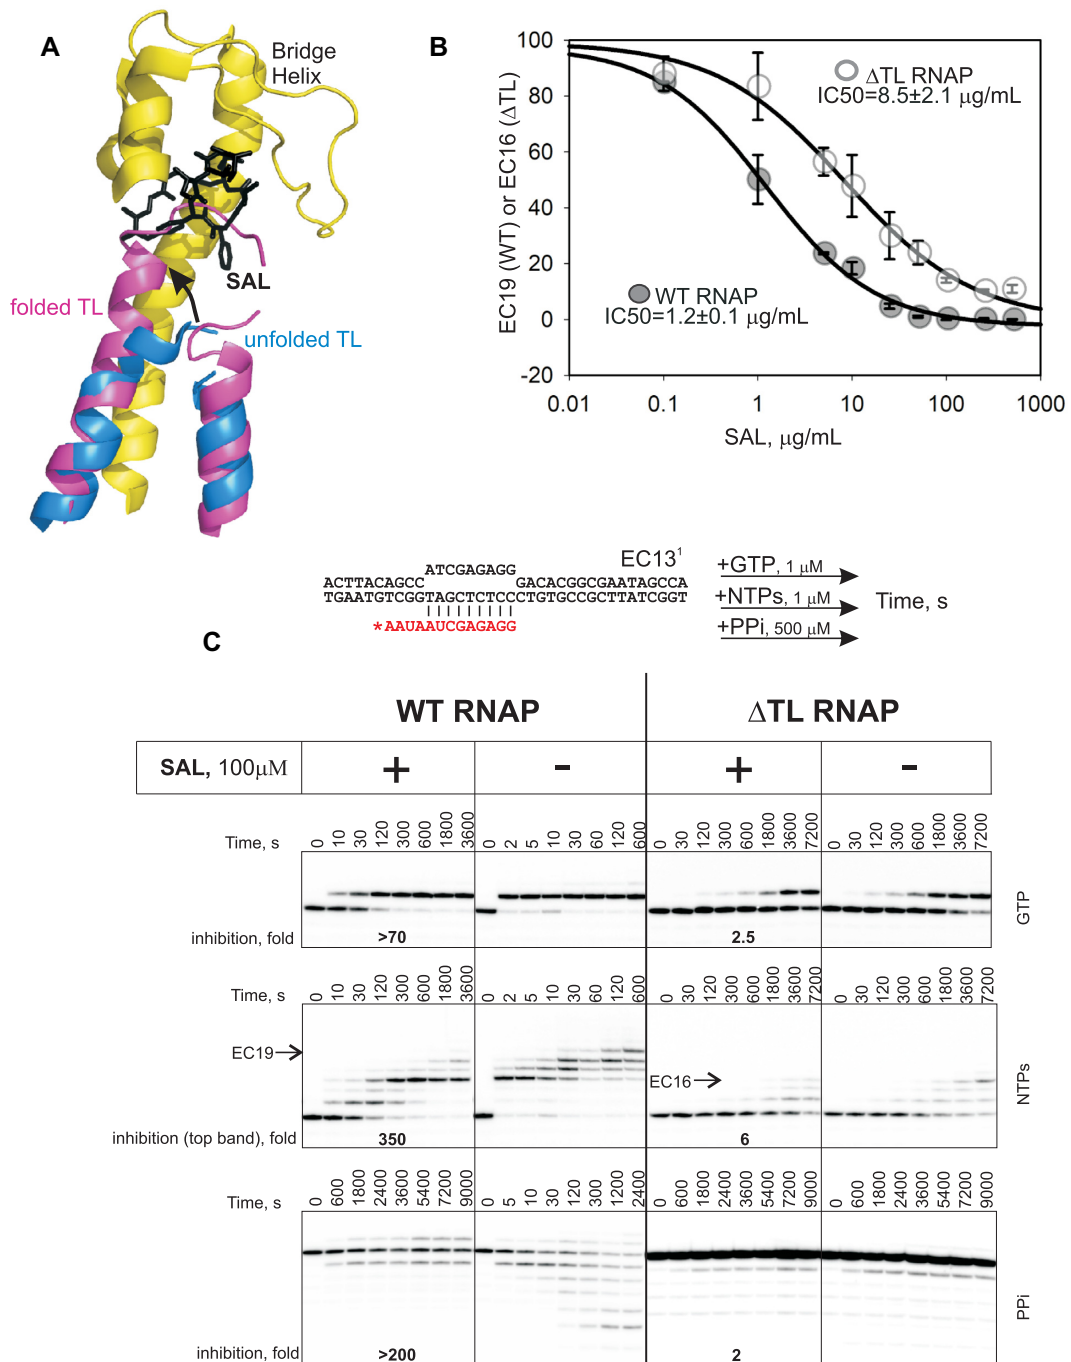 A
Bridge
Helix
SAL
folded TL
unfolded TL
B
EC19 (WT) or EC16 (ΔTL)
100
80
60
40
20
0
-20
0.01 0.1 1 10 100 1000
SAL, μg/mL
ΔTL RNAP
IC50=8.5±2.1 μg/mL
WT RNAP
IC50=1.2±0.1 μg/mL
EC13¹
ATCGAGAGG
ACTTACAGCC GACACGGCGAATAGCCA
TGAATGTCGGTAGCTCTCCCTGTGCCGCTTATCGGT
*AAUAAUCGAGAGG
+GTP, 1 μM
+NTPs, 1 μM
+PPi, 500 μM
Time, s
C
WT RNAP ΔTL RNAP
SAL, 100μM + - + -
Time, s 0 10 30 120 300 600 1800 3600 0 2 5 10 30 60 120 600 0 30 120 300 600 1800 3600 7200 0 30 120 300 600 1800 3600 7200
GTP
inhibition, fold >70 2.5
Time, s 0 10 30 120 300 600 1800 3600 0 2 5 10 30 60 120 600 0 30 120 300 600 1800 3600 7200 0 30 120 300 600 1800 3600 7200
EC19
EC16
NTPs
inhibition (top band), fold 350 6
Time, s 0 600 1800 2400 3600 5400 7200 9000 0 5 10 30 120 300 1200 2400 0 600 1800 2400 3600 5400 7200 9000 0 600 1800 2400 3600 5400 7200 9000
PPi
inhibition, fold >200 2